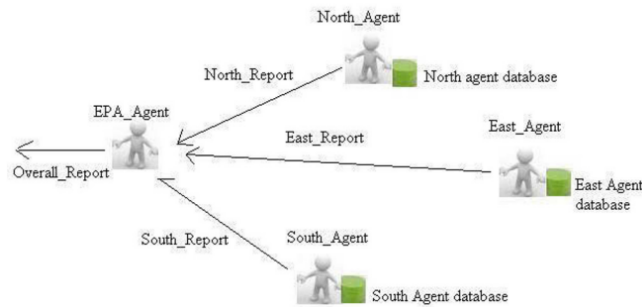 North_Agent
North_Report
North agent database
EPA_Agent
East_Report
East_Agent
Overall_Report
East Agent
database
South_Report
South_Agent
South Agent database